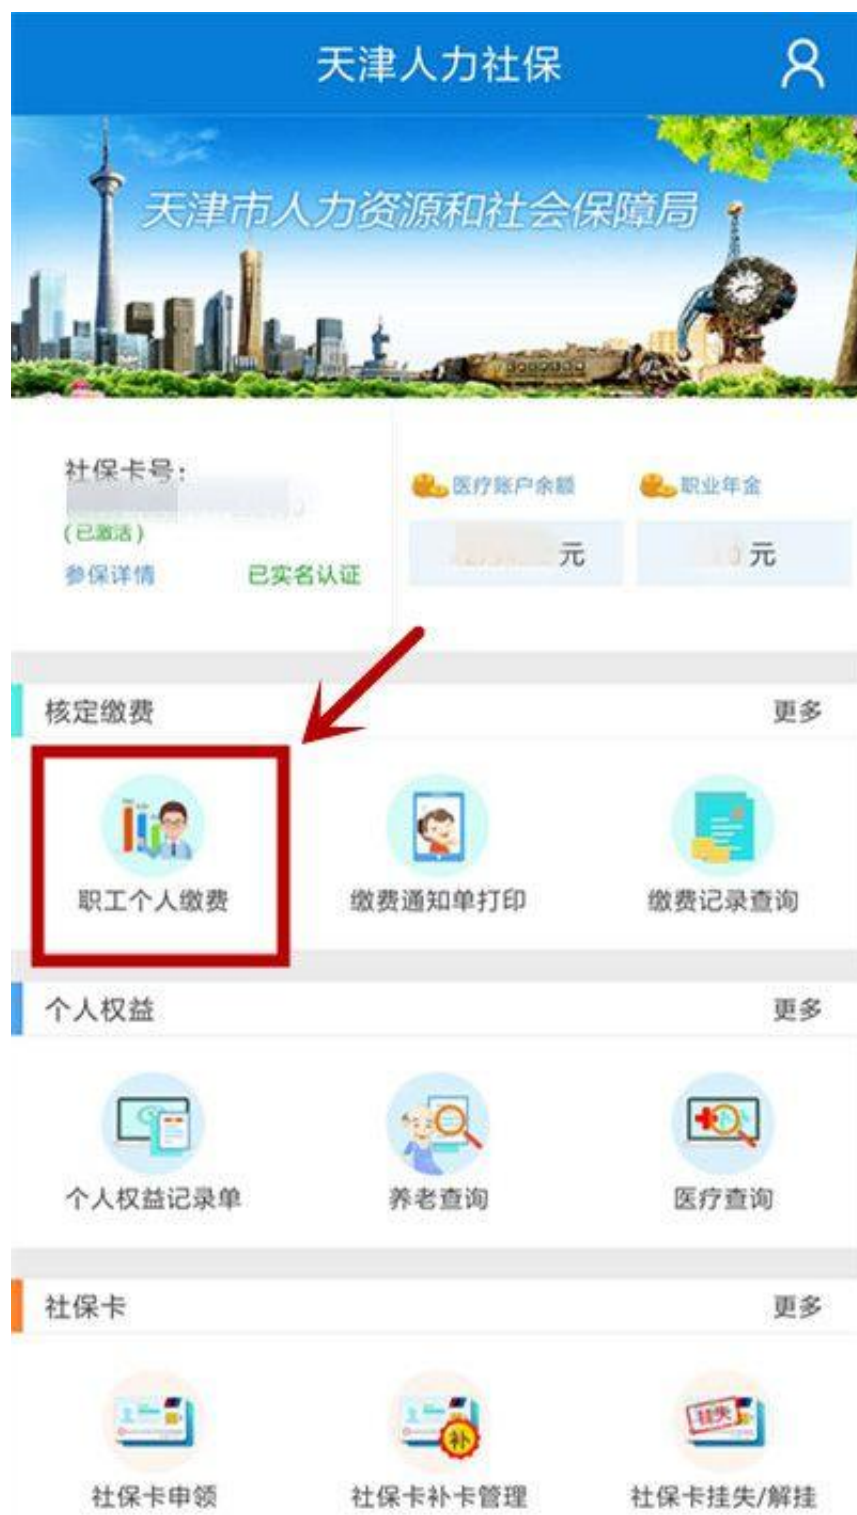 天津人力社保
天津市人力资源和社会保障局
社保卡号:
(已激活)
参保详情 已实名认证
医疗账户余额 职业年金
元 元
核定缴费 更多
职工个人缴费 缴费通知单打印 缴费记录查询
个人权益 更多
个人权益记录单 养老查询 医疗查询
社保卡 更多
补 挂失
社保卡申领 社保卡补卡管理 社保卡挂失/解挂